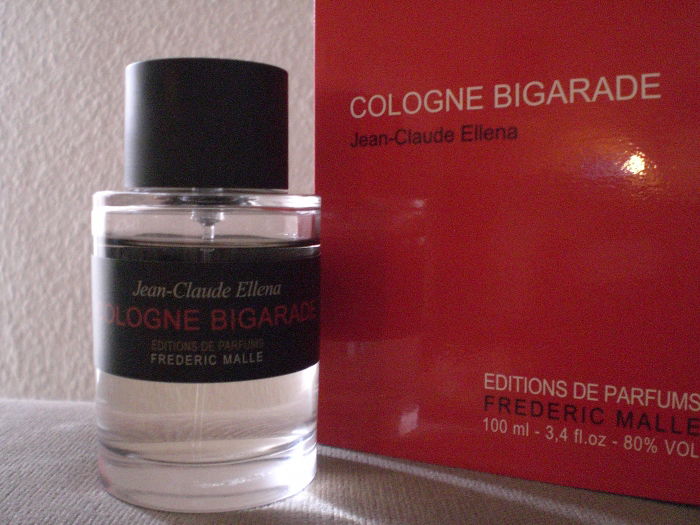 Jean-Claude Ellena
COLOGNE BIGARADE
EDITIONS DE PARFUMS
FREDERIC MALLE
COLOGNE BIGARADE
Jean-Claude Ellena
EDITIONS DE PARFUMS
FREDERIC MALLE
100 ml - 3,4 fl.oz - 80% VOL